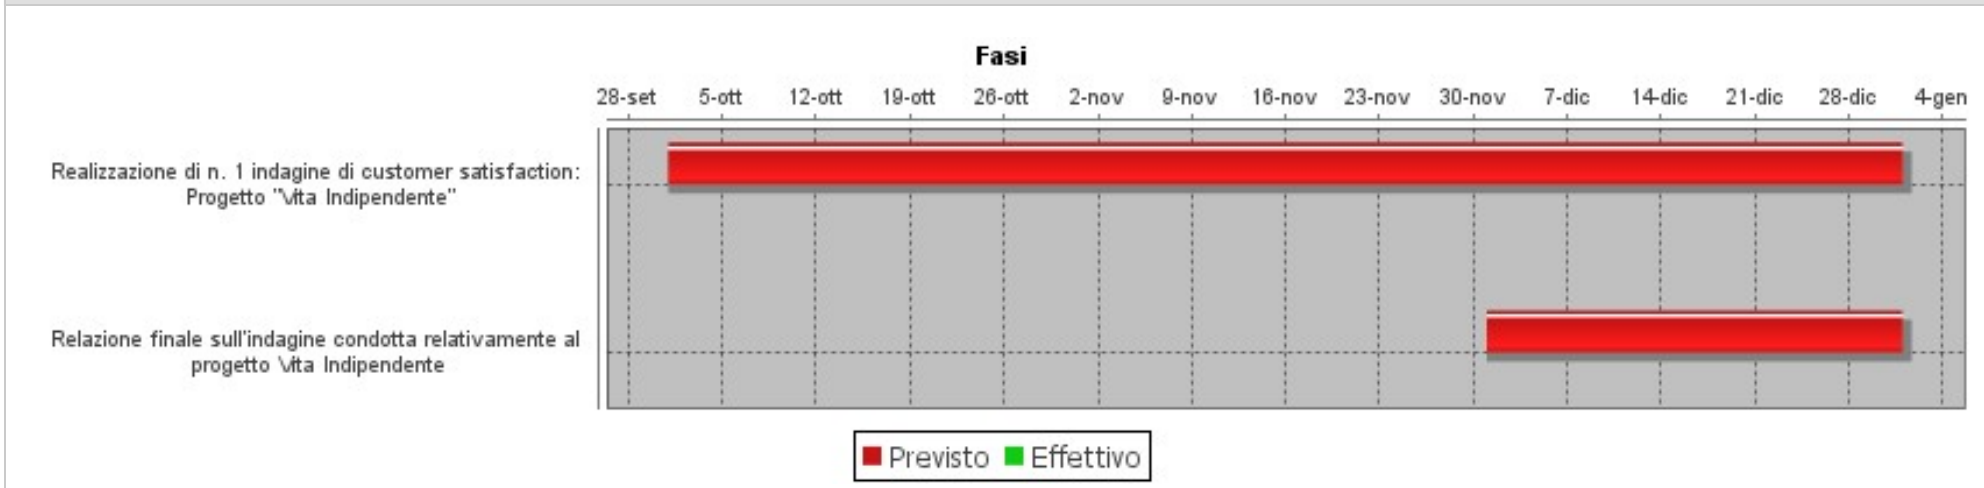 Fasi
28-set 5-ott 12-ott 19-ott 26-ott 2-nov 9-nov 16-nov 23-nov 30-nov 7-dic 14-dic 21-dic 28-dic 4-gen
Realizzazione di n. 1 indagine di customer satisfaction:
Progetto "Vita Indipendente"
Relazione finale sull'indagine condotta relativamente al
progetto Vita Indipendente
Previsto Effettivo